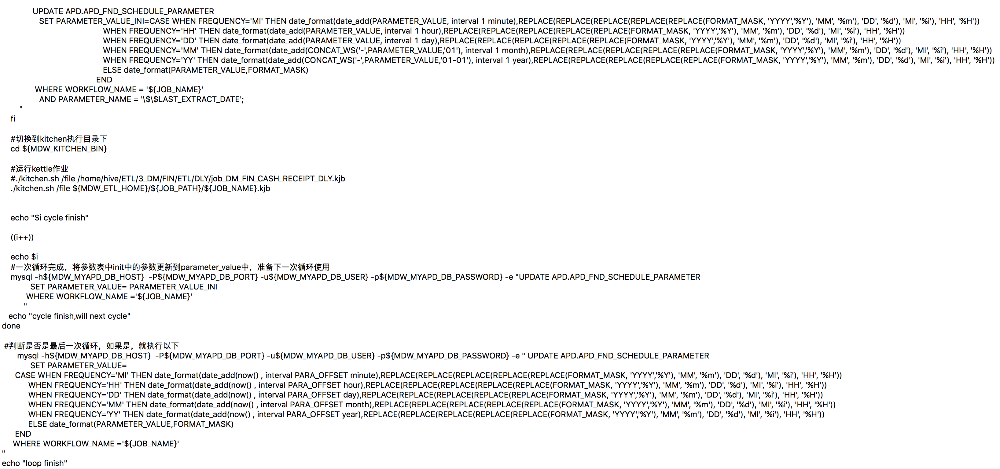 UPDATE APD.APD_FND_SCHEDULE_PARAMETER
SET PARAMETER_VALUE_INI=CASE WHEN FREQUENCY='MI' THEN date_format(date_add(PARAMETER_VALUE, interval 1 minute),REPLACE(REPLACE(REPLACE(REPLACE(REPLACE(FORMAT_MASK, 'YYYY','%Y'), 'MM', '%m'), 'DD', '%d'), 'MI', '%i'), 'HH', '%H'))
WHEN FREQUENCY='HH' THEN date_format(date_add(PARAMETER_VALUE, interval 1 hour),REPLACE(REPLACE(REPLACE(REPLACE(REPLACE(FORMAT_MASK, 'YYYY','%Y'), 'MM', '%m'), 'DD', '%d'), 'MI', '%i'), 'HH', '%H'))
WHEN FREQUENCY='DD' THEN date_format(date_add(PARAMETER_VALUE, interval 1 day),REPLACE(REPLACE(REPLACE(REPLACE(REPLACE(FORMAT_MASK, 'YYYY','%Y'), 'MM', '%m'), 'DD', '%d'), 'MI', '%i'), 'HH', '%H'))
WHEN FREQUENCY='MM' THEN date_format(date_add(CONCAT_WS('-',PARAMETER_VALUE,'01'), interval 1 month),REPLACE(REPLACE(REPLACE(REPLACE(REPLACE(FORMAT_MASK, 'YYYY','%Y'), 'MM', '%m'), 'DD', '%d'), 'MI', '%i'), 'HH', '%H'))
WHEN FREQUENCY='YY' THEN date_format(date_add(CONCAT_WS('-',PARAMETER_VALUE,'01-01'), interval 1 year),REPLACE(REPLACE(REPLACE(REPLACE(REPLACE(FORMAT_MASK, 'YYYY','%Y'), 'MM', '%m'), 'DD', '%d'), 'MI', '%i'), 'HH', '%H'))
ELSE date_format(PARAMETER_VALUE,FORMAT_MASK)
END
WHERE WORKFLOW_NAME = '${JOB_NAME}'
AND PARAMETER_NAME = '\$\$LAST_EXTRACT_DATE';
"
fi
#切换到kitchen执行目录下
cd ${MDW_KITCHEN_BIN}
#运行kettle作业
#./kitchen.sh /file /home/hive/ETL/3_DM/FIN/ETL/DLY/job_DM_FIN_CASH_RECEIPT_DLY.kjb
./kitchen.sh /file ${MDW_ETL_HOME}/${JOB_PATH}/${JOB_NAME}.kjb
echo "$i cycle finish"
((i++))
echo $i
#一次循环完成，将参数表中init中的参数更新到parameter_value中，准备下一次循环使用
mysql -h${MDW_MYAPD_DB_HOST}  -P${MDW_MYAPD_DB_PORT} -u${MDW_MYAPD_DB_USER} -p${MDW_MYAPD_DB_PASSWORD} -e "UPDATE APD.APD_FND_SCHEDULE_PARAMETER
SET PARAMETER_VALUE= PARAMETER_VALUE_INI
WHERE WORKFLOW_NAME ='${JOB_NAME}'
"
echo "cycle finish,will next cycle"
done
#判断是否是最后一次循环，如果是，就执行以下
mysql -h${MDW_MYAPD_DB_HOST}  -P${MDW_MYAPD_DB_PORT} -u${MDW_MYAPD_DB_USER} -p${MDW_MYAPD_DB_PASSWORD} -e " UPDATE APD.APD_FND_SCHEDULE_PARAMETER
SET PARAMETER_VALUE=
CASE WHEN FREQUENCY='MI' THEN date_format(date_add(now() , interval PARA_OFFSET minute),REPLACE(REPLACE(REPLACE(REPLACE(REPLACE(FORMAT_MASK, 'YYYY','%Y'), 'MM', '%m'), 'DD', '%d'), 'MI', '%i'), 'HH', '%H'))
WHEN FREQUENCY='HH' THEN date_format(date_add(now() , interval PARA_OFFSET hour),REPLACE(REPLACE(REPLACE(REPLACE(REPLACE(FORMAT_MASK, 'YYYY','%Y'), 'MM', '%m'), 'DD', '%d'), 'MI', '%i'), 'HH', '%H'))
WHEN FREQUENCY='DD' THEN date_format(date_add(now() , interval PARA_OFFSET day),REPLACE(REPLACE(REPLACE(REPLACE(REPLACE(FORMAT_MASK, 'YYYY','%Y'), 'MM', '%m'), 'DD', '%d'), 'MI', '%i'), 'HH', '%H'))
WHEN FREQUENCY='MM' THEN date_format(date_add(now() , interval PARA_OFFSET month),REPLACE(REPLACE(REPLACE(REPLACE(REPLACE(FORMAT_MASK, 'YYYY','%Y'), 'MM', '%m'), 'DD', '%d'), 'MI', '%i'), 'HH', '%H'))
WHEN FREQUENCY='YY' THEN date_format(date_add(now() , interval PARA_OFFSET year),REPLACE(REPLACE(REPLACE(REPLACE(REPLACE(FORMAT_MASK, 'YYYY','%Y'), 'MM', '%m'), 'DD', '%d'), 'MI', '%i'), 'HH', '%H'))
ELSE date_format(PARAMETER_VALUE,FORMAT_MASK)
END
WHERE WORKFLOW_NAME ='${JOB_NAME}'
"
echo "loop finish"